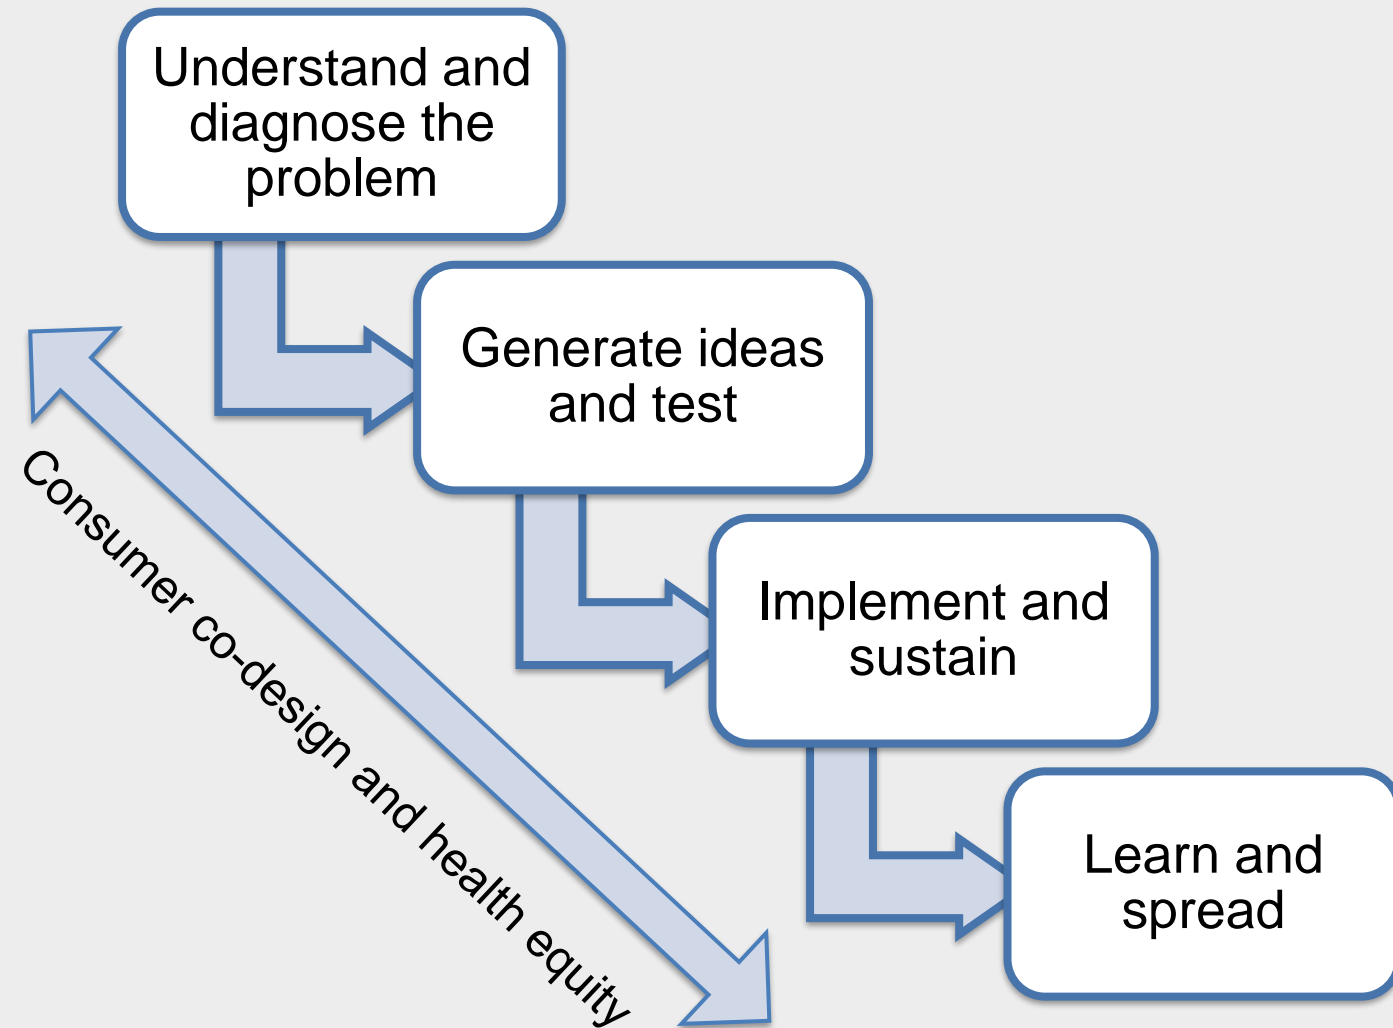 Understand and
diagnose the
problem
Generate ideas
and test
Implement and
sustain
Learn and
spread
Consumer co-design and health equity